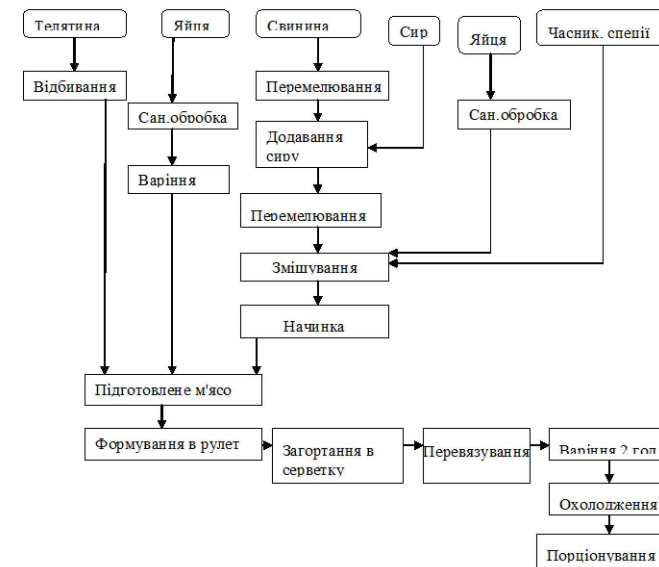 Телятина
Яйця
Свинина
Сир
Яйця
Часник. спеції
Відбивання
Перемелювання
Сан.обробка
Сан.обробка
Додавання
сиру
Варіння
Перемелювання
Змішування
Начинка
Підготовлене м'ясо
Формування в рулет
Загортання в
серветку
Перевязування
Варіння 2 год
Охолодження
Порціонування